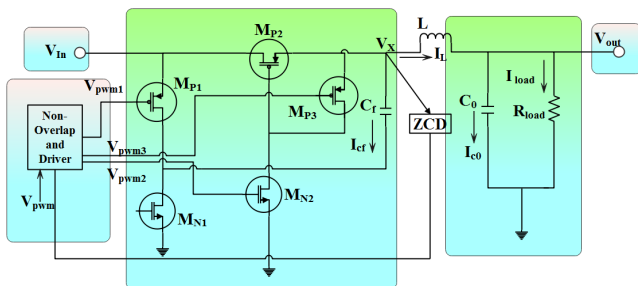 V_In
M_P2
V_X
L
I_L
V_out
V_pwm1
M_P1
M_P3
C_f
I_cf
ZCD
C_0
I_c0
I_load
R_load
Non-
Overlap
and
Driver
V_pwm3
V_pwm2
V_pwm
M_N1
M_N2